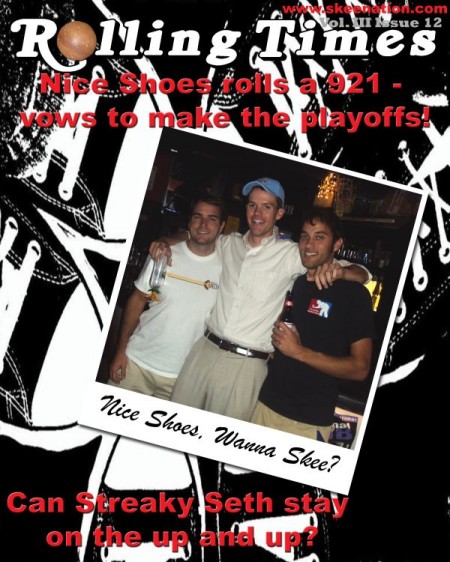 www.skeenation.com
Vol. III Issue 12
Rolling Times
Nice Shoes rolls a 921 -
vows to make the playoffs!
Nice Shoes, Wanna Skee?
Can Streaky Seth stay
on the up and up?